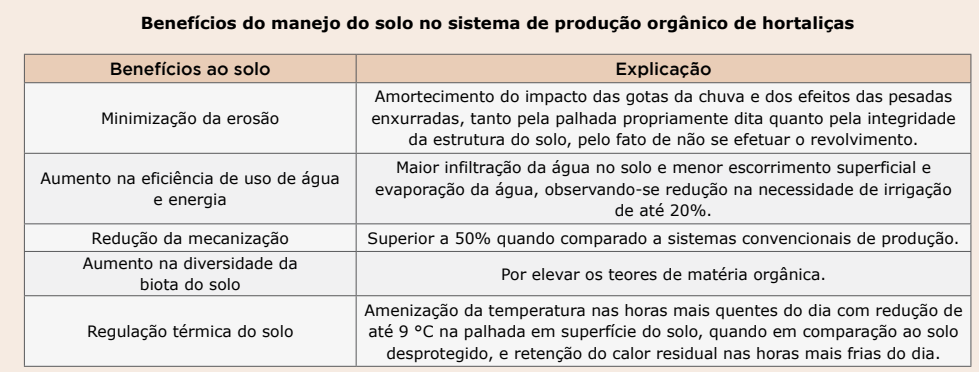 Benefícios do manejo do solo no sistema de produção orgânico de hortaliças
Benefícios ao solo
Explicação
Minimização da erosão
Amortecimento do impacto das gotas da chuva e dos efeitos das pesadas
enxurradas, tanto pela palhada propriamente dita quanto pela integridade
da estrutura do solo, pelo fato de não se efetuar o revolvimento.
Aumento na eficiência de uso de água
e energia
Maior infiltração da água no solo e menor escorrimento superficial e
evaporação da água, observando-se redução na necessidade de irrigação
de até 20%.
Redução da mecanização
Superior a 50% quando comparado a sistemas convencionais de produção.
Aumento na diversidade da
biota do solo
Por elevar os teores de matéria orgânica.
Regulação térmica do solo
Amenização da temperatura nas horas mais quentes do dia com redução de
até 9 °C na palhada em superfície do solo, quando em comparação ao solo
desprotegido, e retenção do calor residual nas horas mais frias do dia.